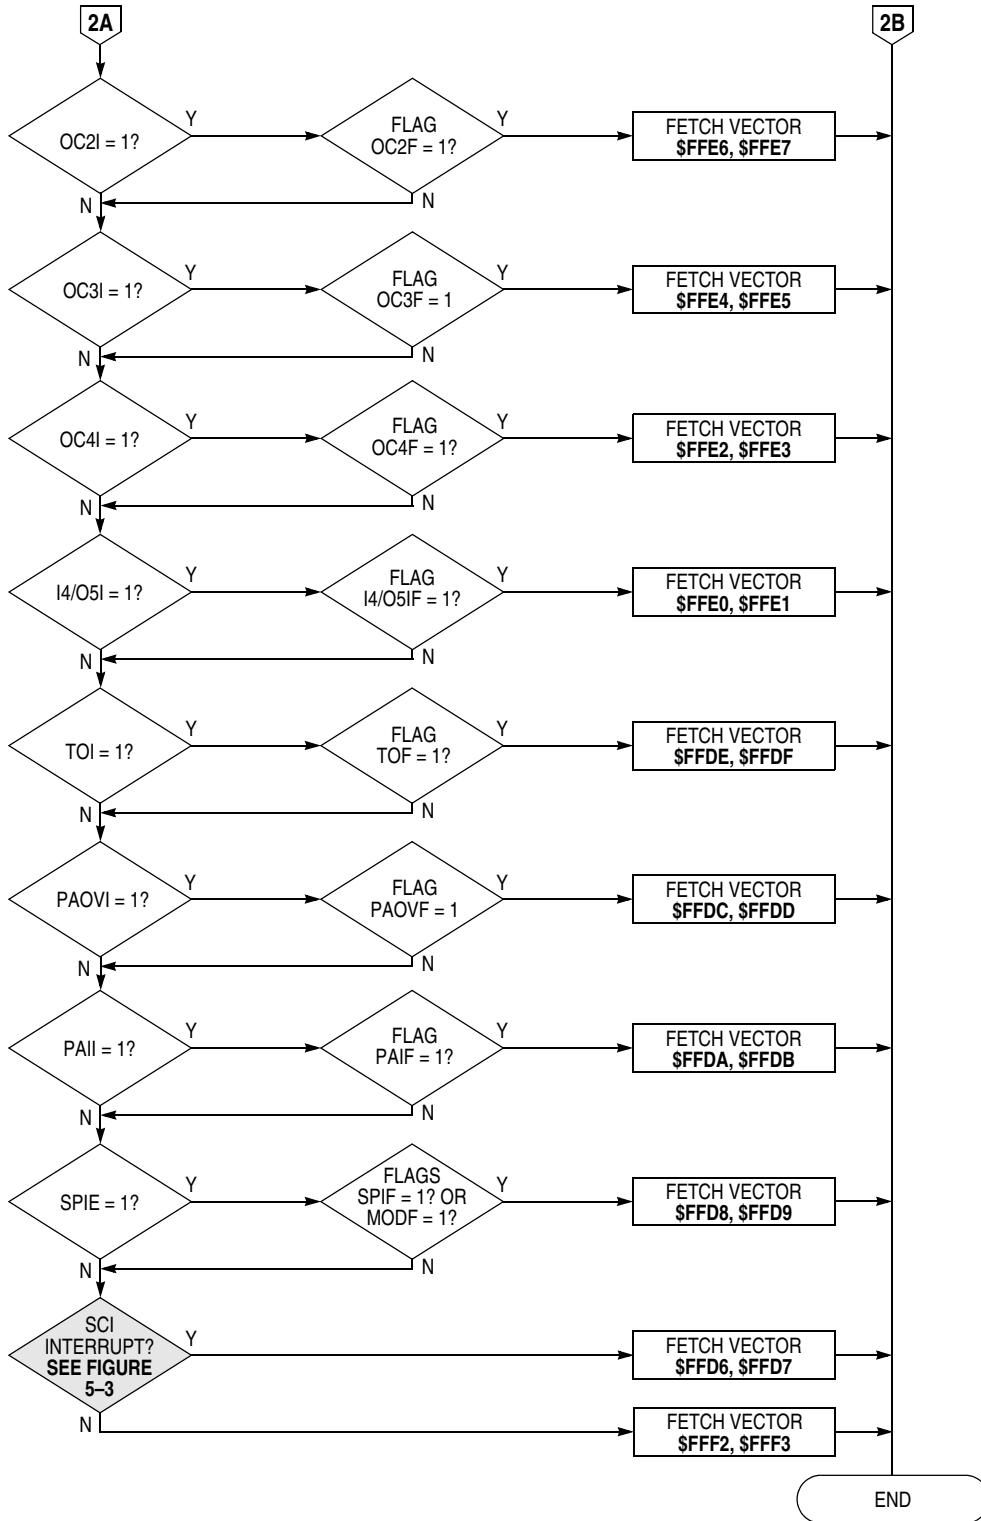 2A
2B
OC2I = 1?
Y
FLAG
OC2F = 1?
Y
FETCH VECTOR
$FFE6, $FFE7
N
N
OC3I = 1?
Y
FLAG
OC3F = 1
Y
FETCH VECTOR
$FFE4, $FFE5
N
N
OC4I = 1?
Y
FLAG
OC4F = 1?
Y
FETCH VECTOR
$FFE2, $FFE3
N
N
I4/O5I = 1?
Y
FLAG
I4/O5IF = 1?
Y
FETCH VECTOR
$FFE0, $FFE1
N
N
TOI = 1?
Y
FLAG
TOF = 1?
Y
FETCH VECTOR
$FFDE, $FFDF
N
N
PAOVI = 1?
Y
FLAG
PAOVF = 1
Y
FETCH VECTOR
$FFDC, $FFDD
N
N
PAII = 1?
Y
FLAG
PAIF = 1?
Y
FETCH VECTOR
$FFDA, $FFDB
N
N
SPIE = 1?
Y
FLAGS
SPIF = 1? OR
MODF = 1?
Y
FETCH VECTOR
$FFD8, $FFD9
N
N
SCI
INTERRUPT?
SEE FIGURE
5–3
Y
FETCH VECTOR
$FFD6, $FFD7
N
FETCH VECTOR
$FFF2, $FFF3
END